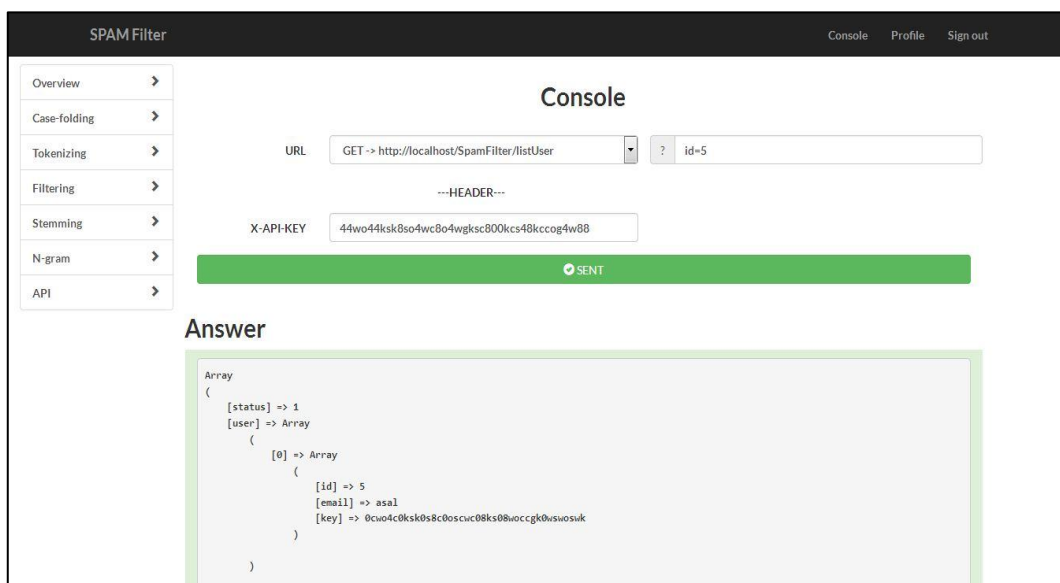 SPAM Filter
Console Profile Sign out
Overview
Case-folding
Tokenizing
Filtering
Stemming
N-gram
API
Console
URL GET -> http://localhost/SpamFilter/listUser ? id=5
---HEADER---
X-API-KEY 44wo44ksk8so4wc8o4wgksc800kcs48kccog4w88
SENT
Answer
Array
(
[status] => 1
[user] => Array
(
[0] => Array
(
[id] => 5
[email] => asal
[key] => 0cwo4c0ksk0s8c0oscwc08ks08woccgk0wswoswk
)
)